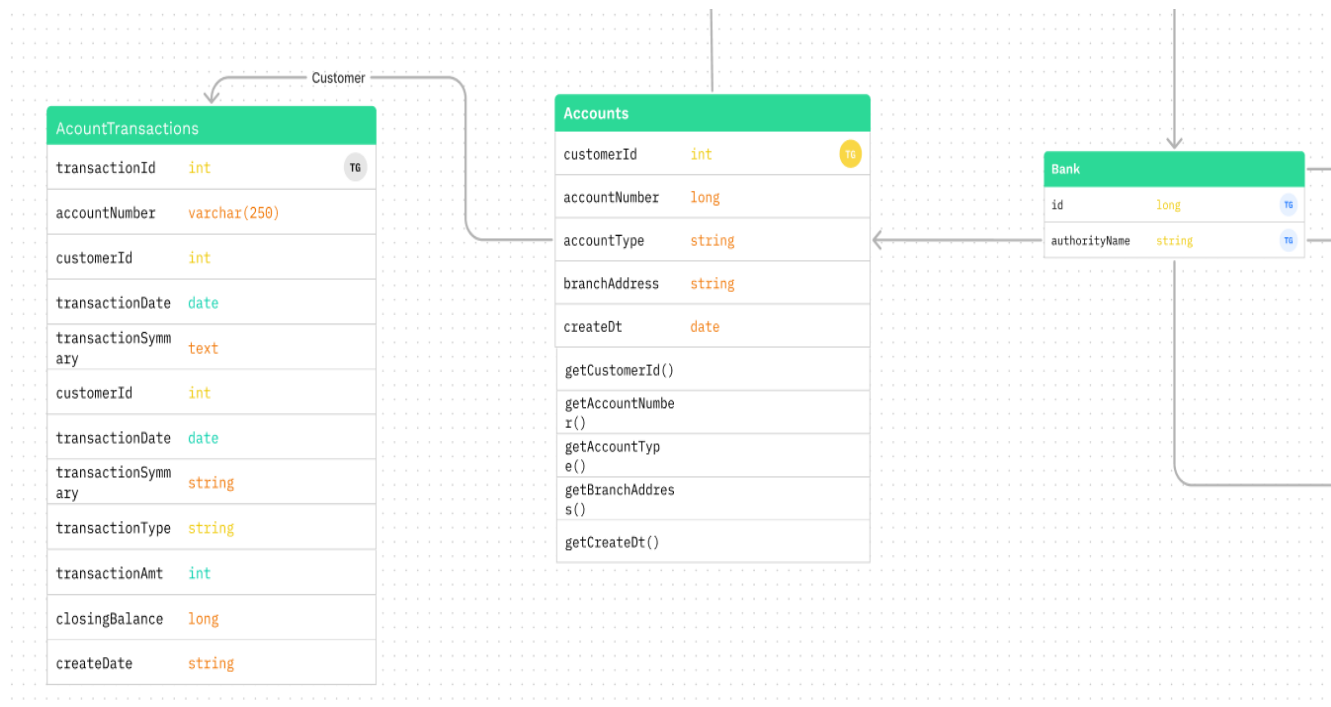 Customer
AcountTransactions
transactionId int TG
accountNumber varchar(250)
customerId int
transactionDate date
transactionSymm
ary text
customerId int
transactionDate date
transactionSymm
ary string
transactionType string
transactionAmt int
closingBalance long
createDate string
Accounts
customerId int TG
accountNumber long
accountType string
branchAddress string
createDt date
getCustomerId()
getAccountNumbe
r()
getAccountTyp
e()
getBranchAddres
s()
getCreateDt()
Bank
id long TG
authorityName string TG